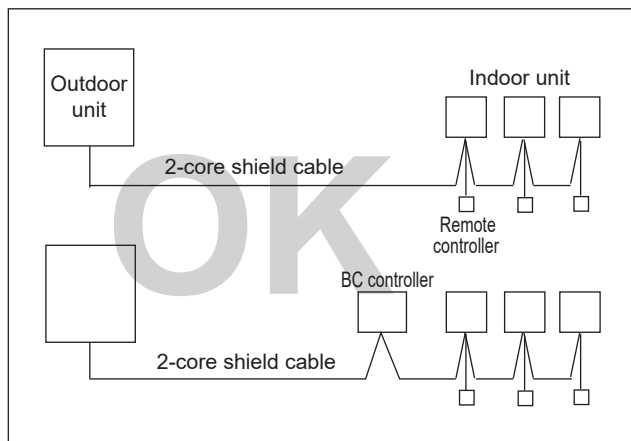 Outdoor
unit
Indoor unit
2-core shield cable
OK
Remote
controller
BC controller
2-core shield cable